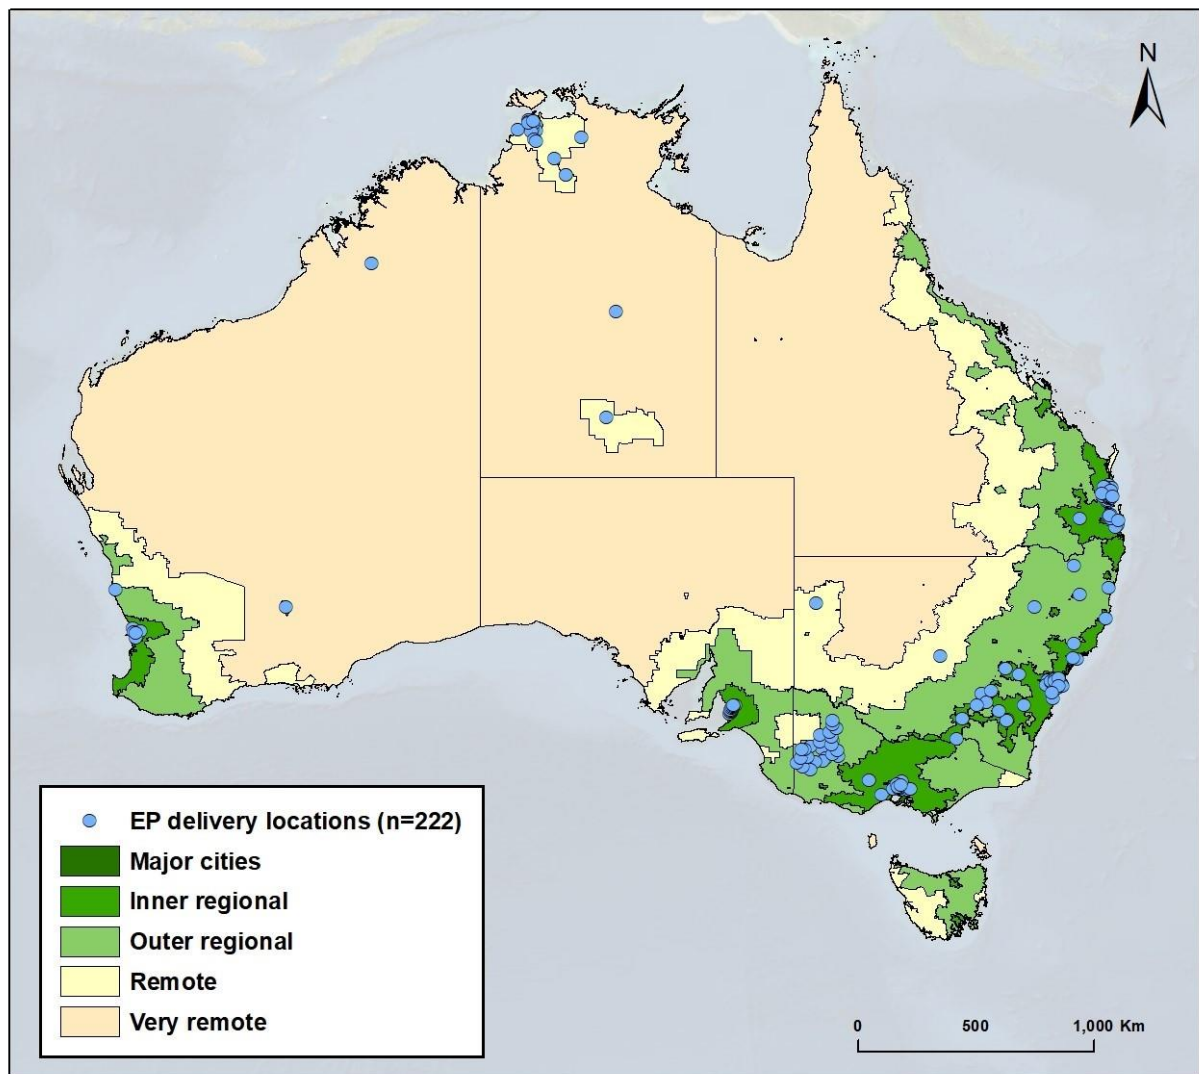 N
EP delivery locations (n=222)
Major cities
Inner regional
Outer regional
Remote
Very remote
0 500 1,000 Km